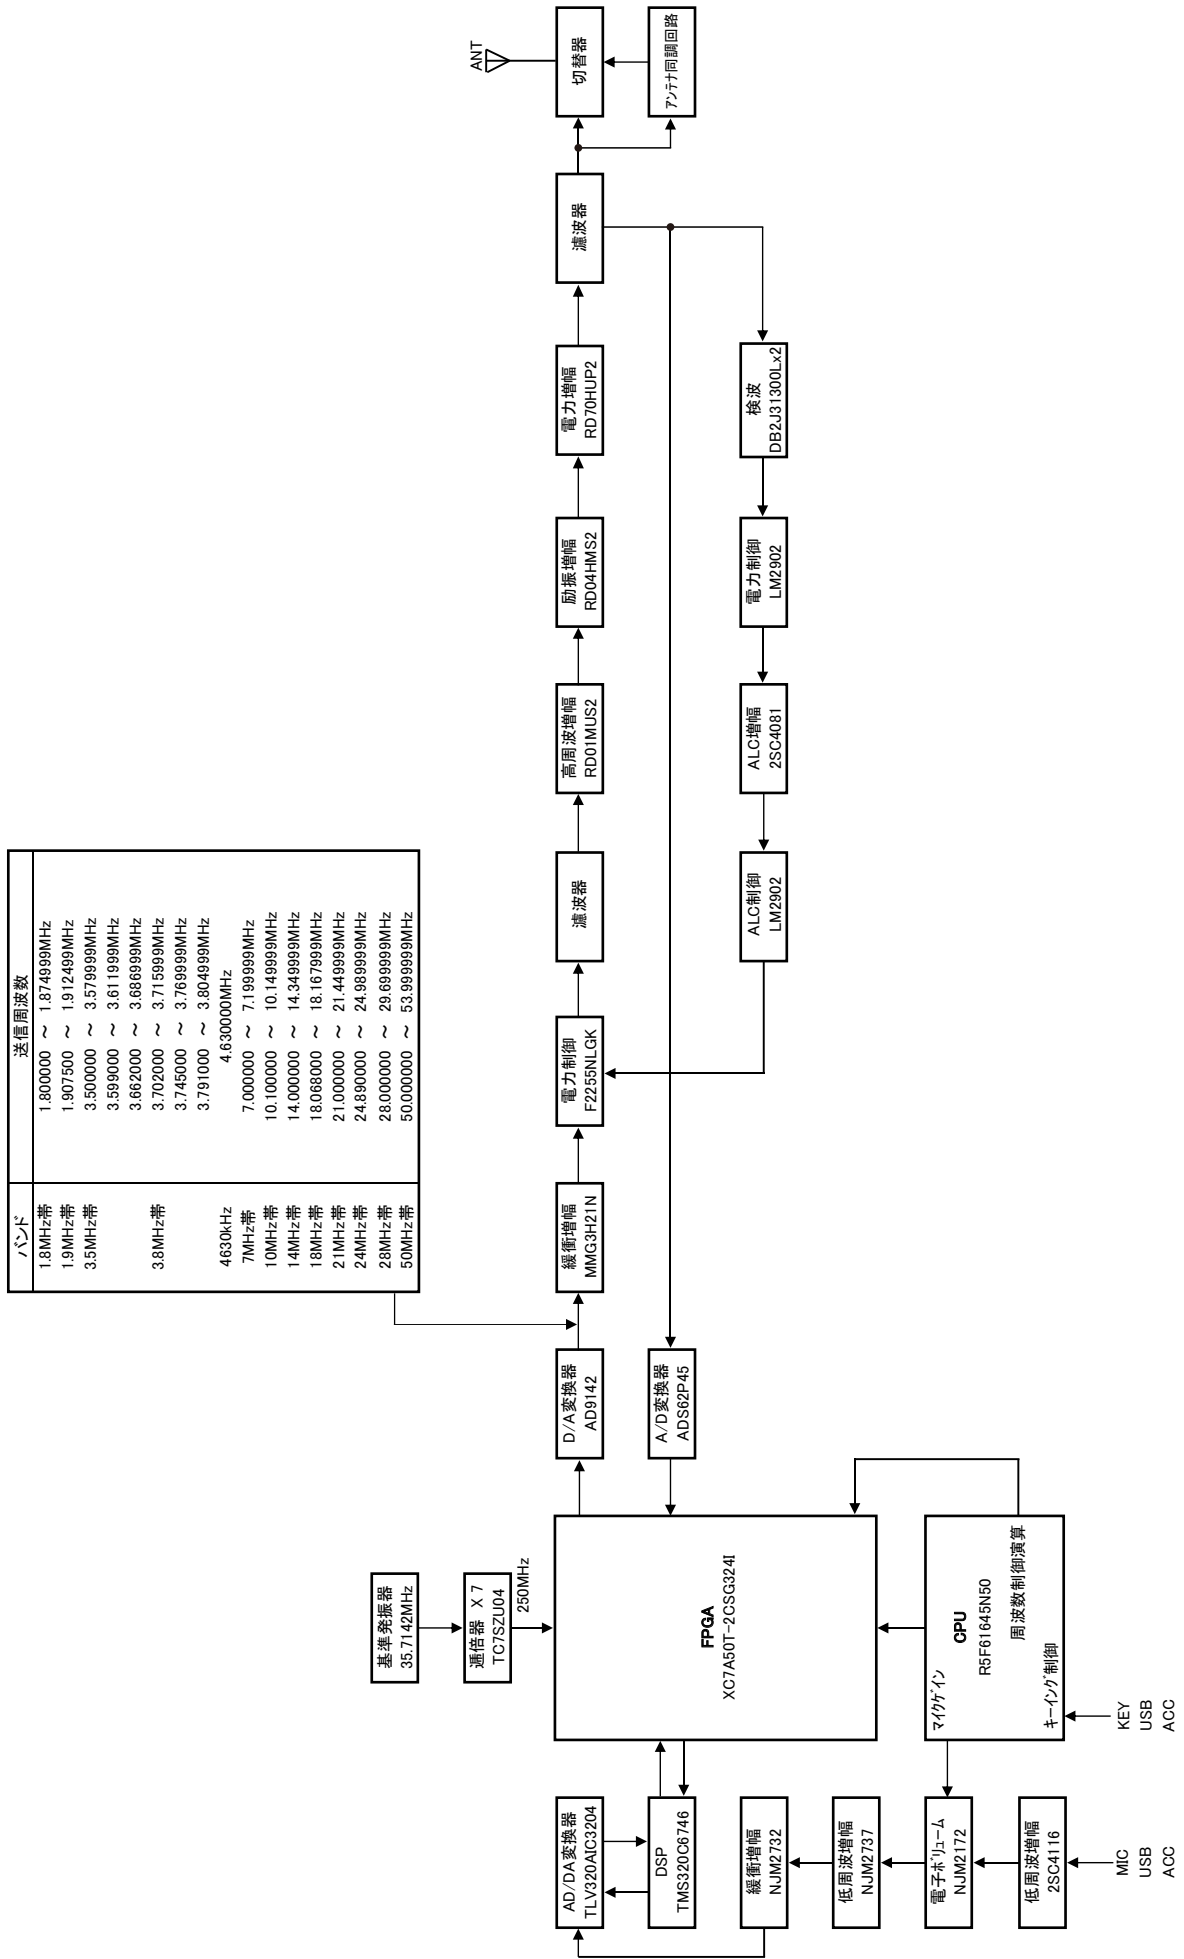 バンド
送信周波数
1.8MHz帯 1.800000 ～ 1.874999MHz
1.9MHz帯 1.907500 ～ 1.912499MHz
3.5MHz帯 3.500000 ～ 3.579999MHz
3.599000 ～ 3.611999MHz
3.662000 ～ 3.686999MHz
3.8MHz帯 3.702000 ～ 3.715999MHz
3.745000 ～ 3.769999MHz
3.791000 ～ 3.804999MHz
4630kHz 4.630000MHz
7MHz帯 7.000000 ～ 7.199999MHz
10MHz帯 10.100000 ～ 10.149999MHz
14MHz帯 14.000000 ～ 14.349999MHz
18MHz帯 18.068000 ～ 18.167999MHz
21MHz帯 21.000000 ～ 21.449999MHz
24MHz帯 24.890000 ～ 24.989999MHz
28MHz帯 28.000000 ～ 29.699999MHz
50MHz帯 50.000000 ～ 53.999999MHz
基準発振器
35.7142MHz
逓倍器 X 7
TC7SZU04
250MHz
AD/DA変換器
TLV320AIC3204
DSP
TMS320C6746
緩衝増幅
NJM2732
低周波増幅
NJM2737
電子ボリューム
NJM2172
低周波増幅
2SC4116
MIC
USB
ACC
FPGA
XC7A50T-2CSG324I
マイクゲイン
CPU
R5F61645N50
周波数制御演算
キーイング制御
KEY
USB
ACC
D/A変換器
AD9142
A/D変換器
ADS62P45
緩衝増幅
MMG3H21N
電力制御
F2255NLGK
濾波器
高周波増幅
RD01MUS2
励振増幅
RD04HMS2
電力増幅
RD70HUP2
濾波器
切替器
ANT
アンテナ同調回路
検波
DB2J31300Lx2
電力制御
LM2902
ALC増幅
2SC4081
ALC制御
LM2902